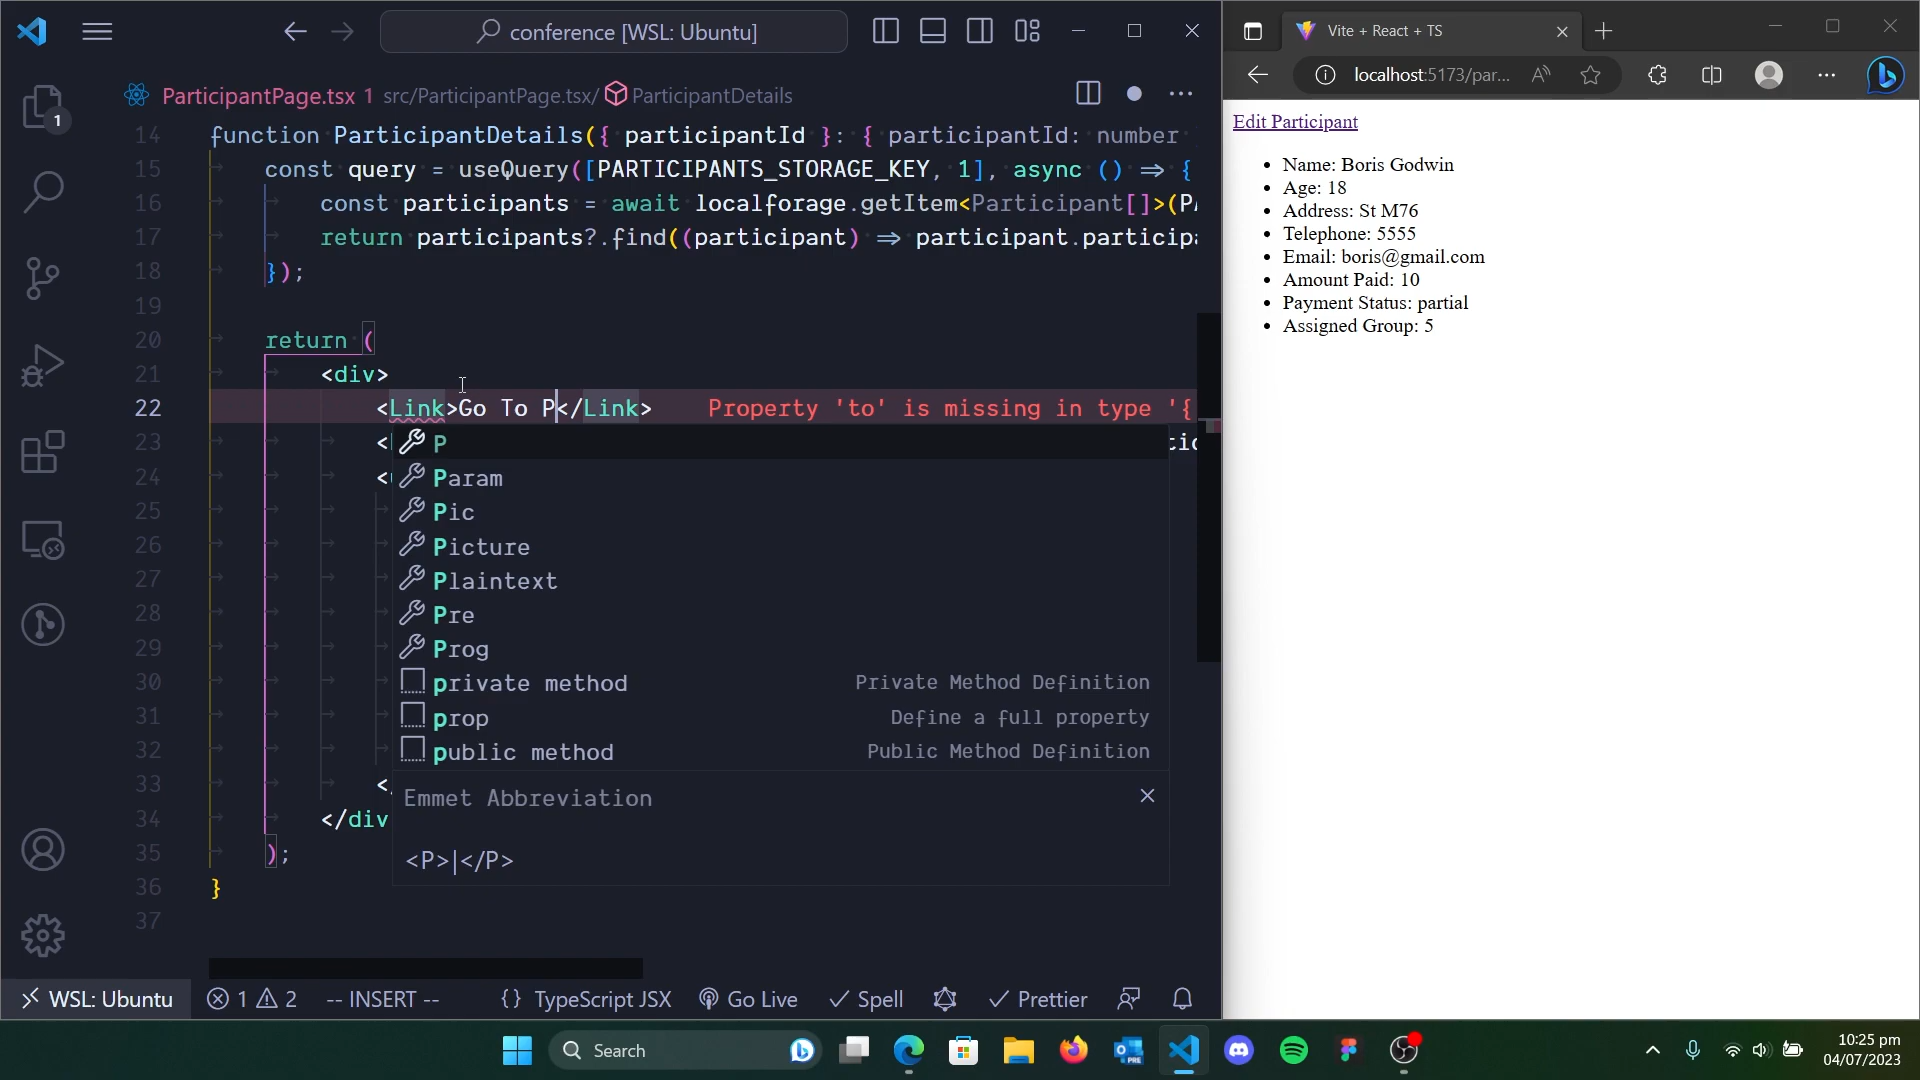 conference [WSL: Ubuntu]
ParticipantPage.tsx 1 src/ParticipantPage.tsx/ ParticipantDetails
1
14 function ParticipantDetails({ participantId }: { participantId: number
15 const query = useQuery([PARTICIPANTS_STORAGE_KEY, 1], async () ⇒ {
16 const participants = await localforage.getItem<Participant[]>(PA
17 return participants?.find((participant) ⇒ participant.participa
18 });
19
20 return (
21 <div>
22 <Link>Go To P</Link> Property 'to' is missing in type '{
23 < tic
24 <
25
26
27
28
29
30
31
32
33 </
34 </div
35 );
36 }
37
P
Param
Pic
Picture
Plaintext
Pre
Prog
private method Private Method Definition
prop Define a full property
public method Public Method Definition
Emmet Abbreviation
<P>|</P>
WSL: Ubuntu 1 2 -- INSERT -- {} TypeScript JSX Go Live Spell Prettier
Vite + React + TS
localhost:5173/par...
Edit Participant
• Name: Boris Godwin
• Age: 18
• Address: St M76
• Telephone: 5555
• Email: boris@gmail.com
• Amount Paid: 10
• Payment Status: partial
• Assigned Group: 5
Search
PRE
10:25 pm
04/07/2023